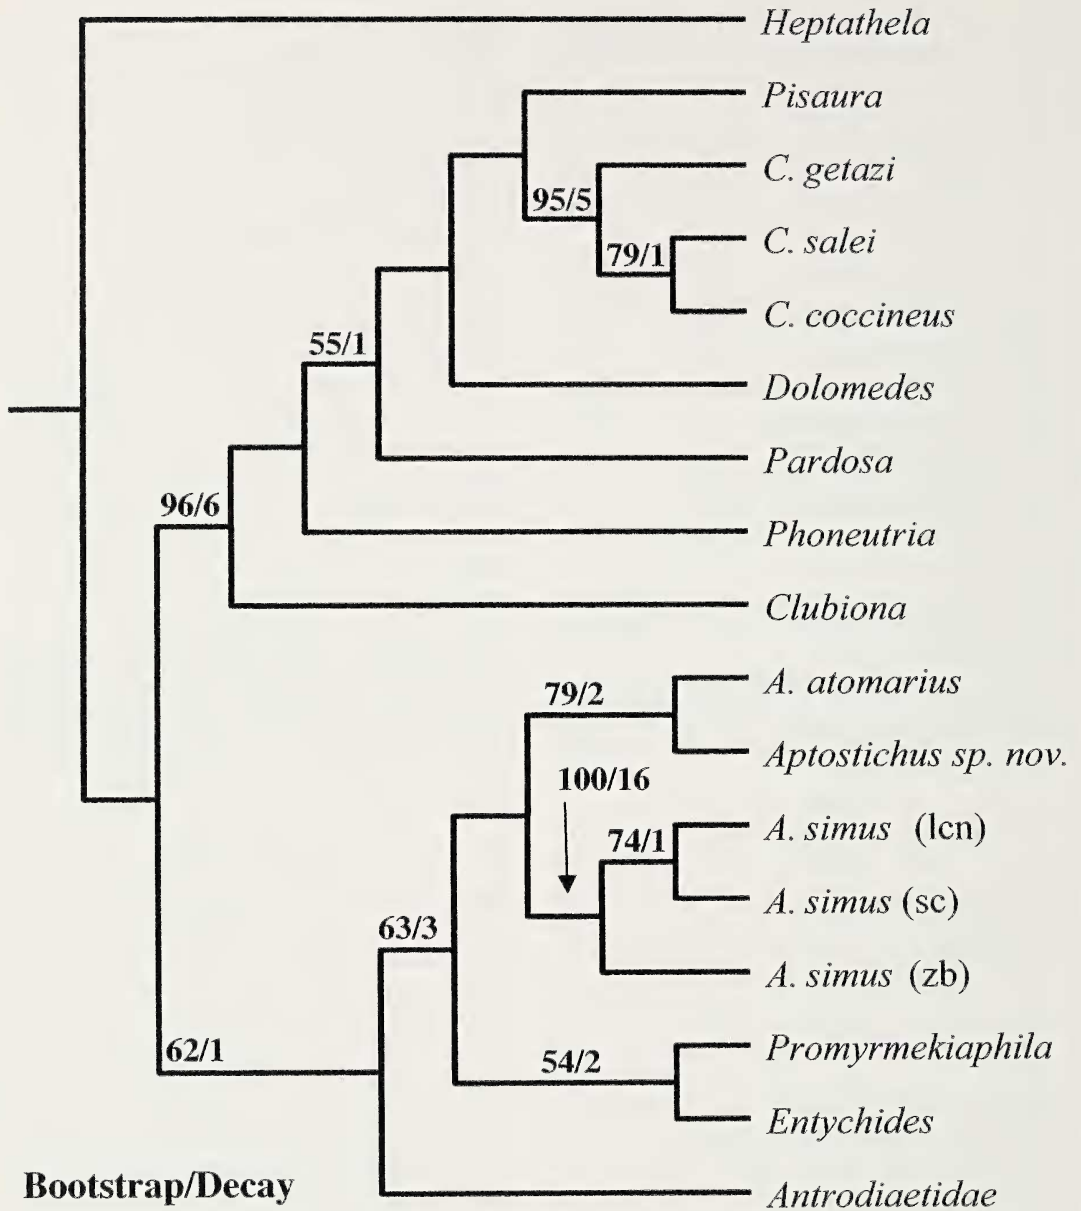 Heptathela
Pisaura
C. getazi
95/5
C. salei
79/1
C. coccineus
55/1
Dolomedes
Pardosa
96/6
Phoneutria
Clubiona
A. atomarius
79/2
Aptostichus sp. nov.
100/16
A. simus (lcn)
74/1
A. simus (sc)
63/3
A. simus (zb)
62/1
Promyrmekiaphila
54/2
Entychides
Bootstrap/Decay
Antrodiaetidae